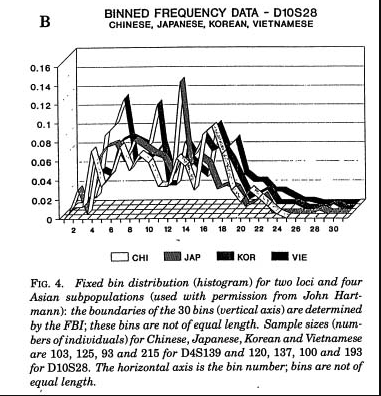 B
BINNED FREQUENCY DATA - D10S28
CHINESE, JAPANESE, KOREAN, VIETNAMESE
0.16
0.14
0.12
0.1
0.08
0.06
0.04
0.02
0
2 4 6 8 10 12 14 16 18 20 22 24 26 28 30
CHI JAP KOR VIE
FIG. 4. Fixed bin distribution (histogram) for two loci and four
Asian subpopulations (used with permission from John Hart-
mann): the boundaries of the 30 bins (vertical axis) are determined
by the FBI; these bins are not of equal length. Sample sizes (num-
bers of individuals) for Chinese, Japanese, Korean and Vietnamese
are 103, 125, 93 and 215 for D4S139 and 120, 137, 100 and 193
for D10S28. The horizontal axis is the bin number; bins are not of
equal length.